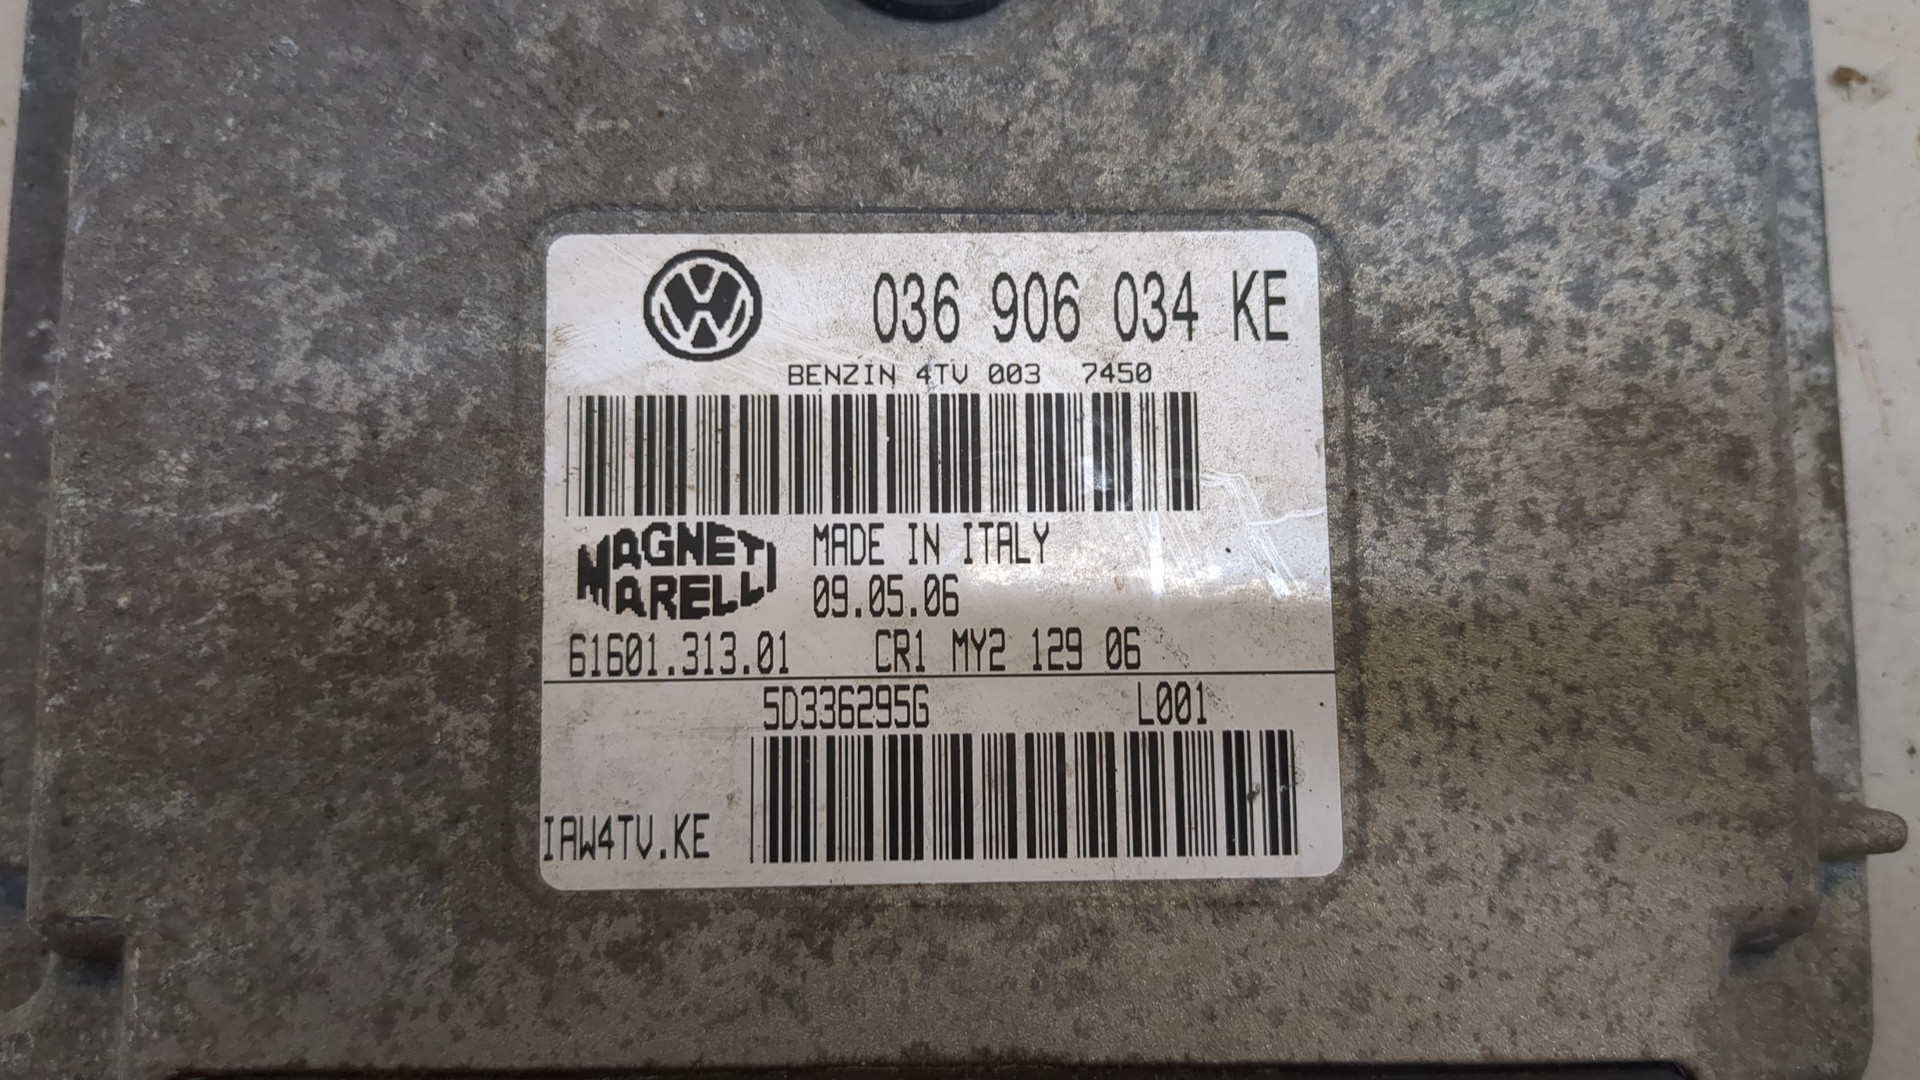 036 906 034 KE
BENZIN 4TV 003 7450
MAGNETI MARELLI
MADE IN ITALY
09.05.06
61601.313.01 CR1 MY2 129 06
5D336295G L001
IAW4TV.KE